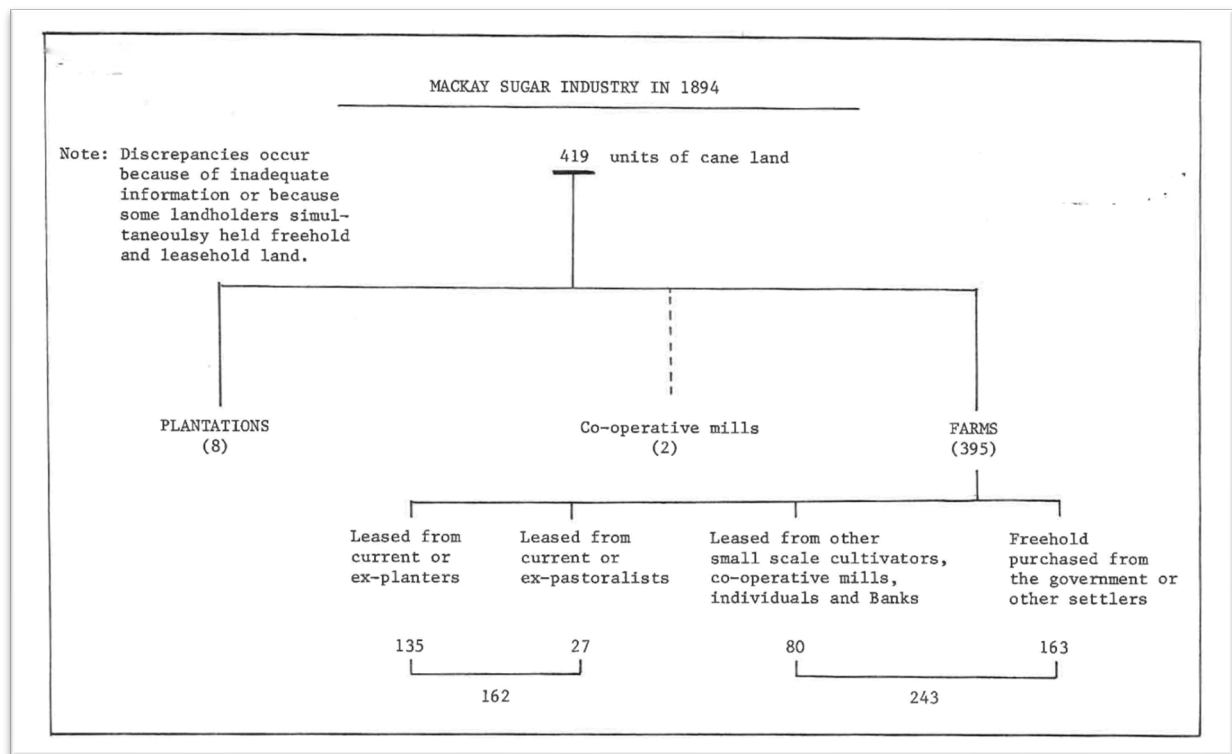 MACKAY SUGAR INDUSTRY IN 1894
Note: Discrepancies occur
because of inadequate
information or because
some landholders simul-
taneoulsy held freehold
and leasehold land.
419 units of cane land
PLANTATIONS
(8)
Co-operative mills
(2)
FARMS
(395)
Leased from
current or
ex-planters
Leased from
current or
ex-pastoralists
Leased from other
small scale cultivators,
co-operative mills,
individuals and Banks
Freehold
purchased from
the government or
other settlers
135
27
80
163
162
243